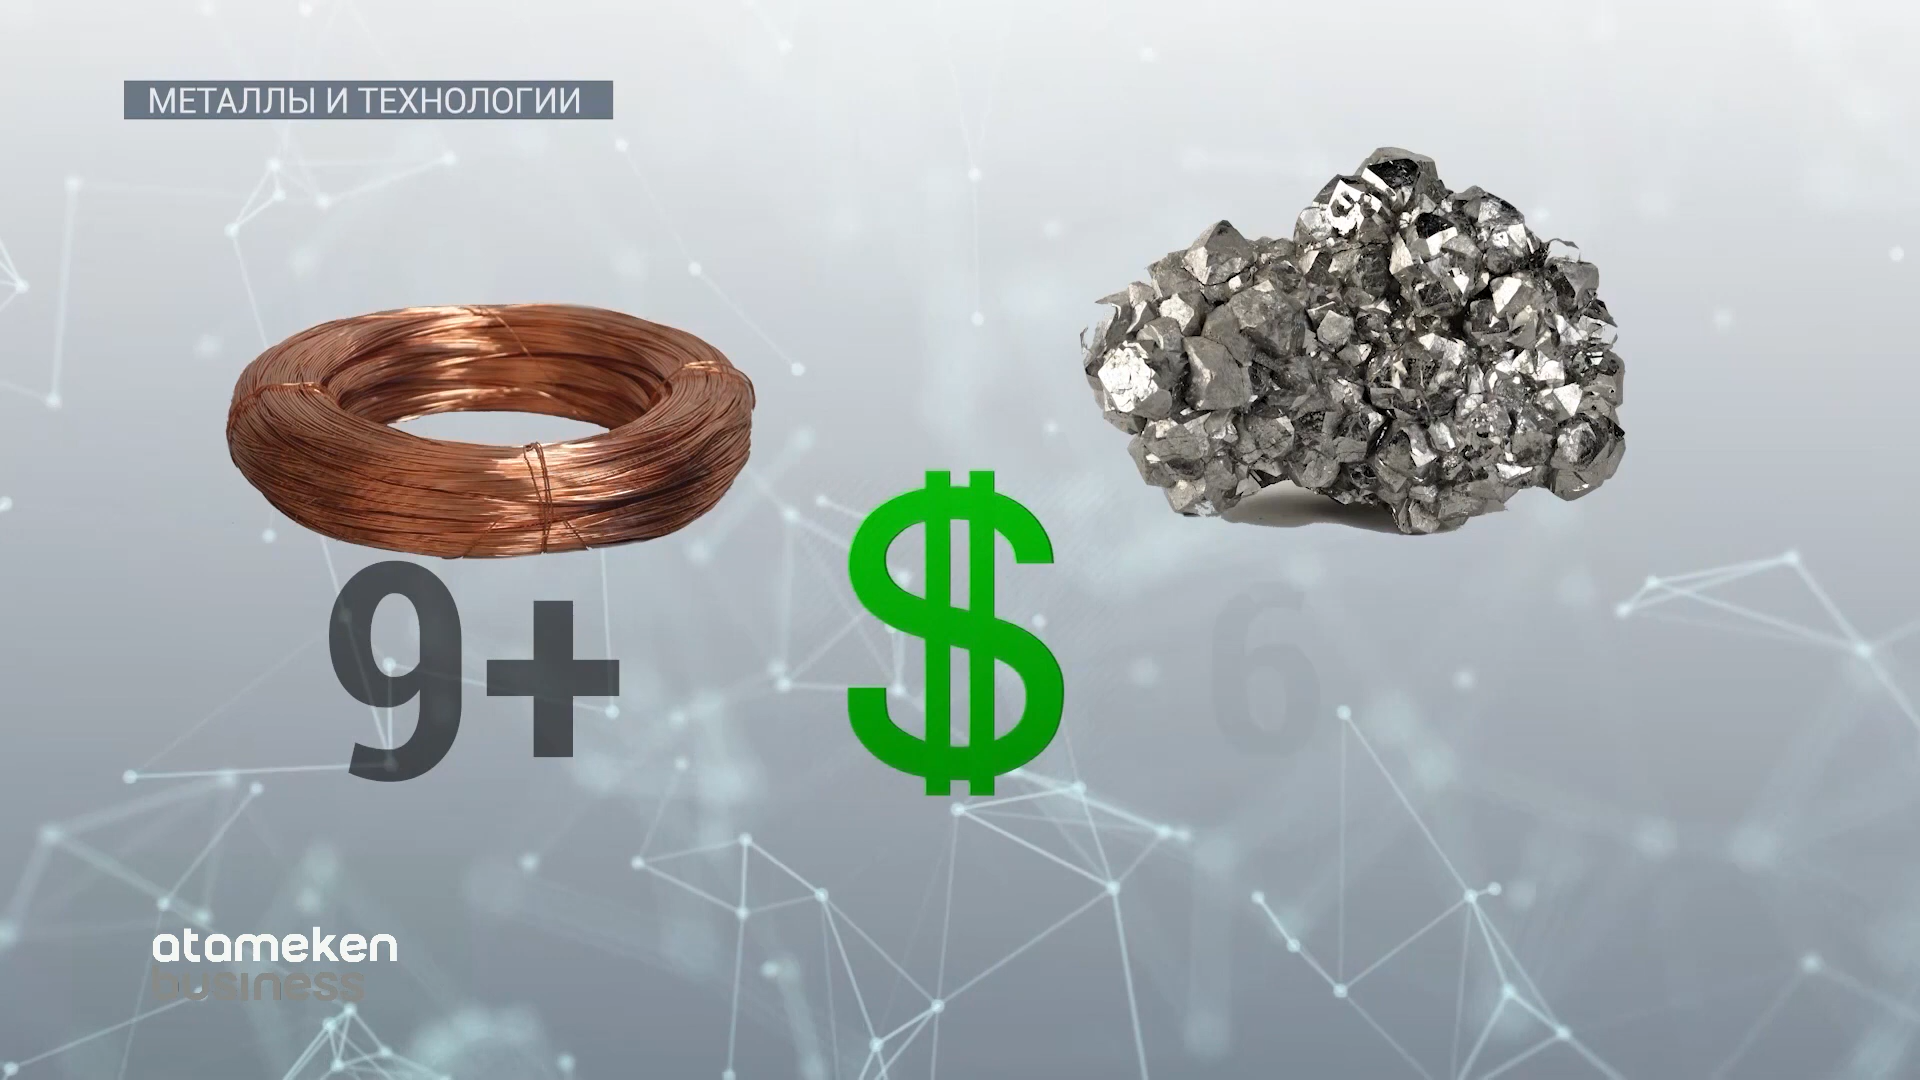 МЕТАЛЛЫ И ТЕХНОЛОГИИ
9+ $ 6
atameken
business